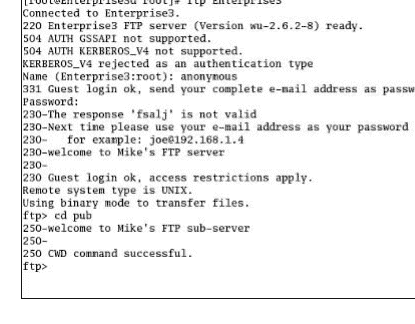 [root@Enterprise3d root]# ftp Enterprise3
Connected to Enterprise3.
220 Enterprise3 FTP server (Version wu-2.6.2-8) ready.
504 AUTH GSSAPI not supported.
504 AUTH KERBEROS_V4 not supported.
KERBEROS_V4 rejected as an authentication type
Name (Enterprise3:root): anonymous
331 Guest login ok, send your complete e-mail address as passw
Password:
230-The response 'fsalj' is not valid
230-Next time please use your e-mail address as your password
230-   for example: joe@192.168.1.4
230-welcome to Mike's FTP server
230-
230 Guest login ok, access restrictions apply.
Remote system type is UNIX.
Using binary mode to transfer files.
ftp> cd pub
250-welcome to Mike's FTP sub-server
250-
250 CWD command successful.
ftp>